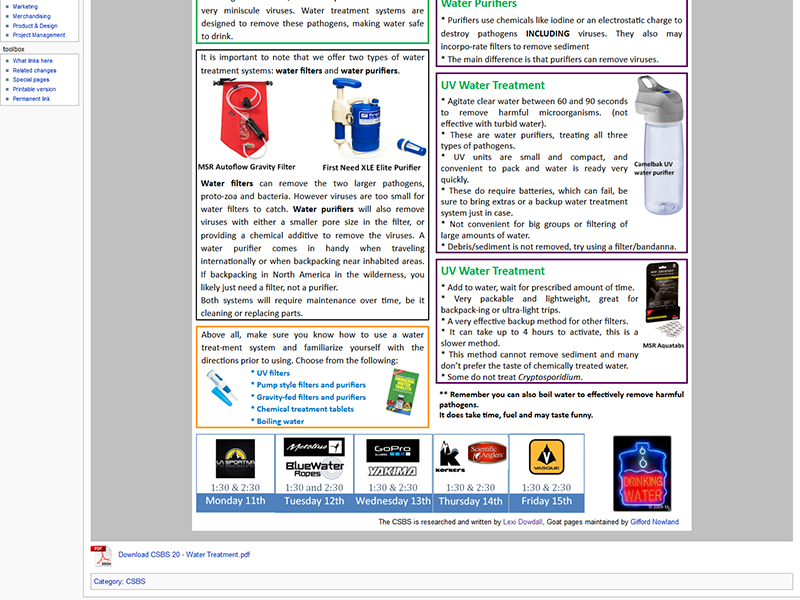 Marketing
Merchandising
Product & Design
Project Management
toolbox
What links here
Related changes
Special pages
Printable version
Permanent link
very miniscule viruses. Water treatment systems are
designed to remove these pathogens, making water safe
to drink.
It is important to note that we offer two types of water
treatment systems: water filters and water purifiers.
MSR Autoflow Gravity Filter
First Need XLE Elite Purifier
Water filters can remove the two larger pathogens,
proto-zoa and bacteria. However viruses are too small for
water filters to catch. Water purifiers will also remove
viruses with either a smaller pore size in the filter, or
providing a chemical additive to remove the viruses. A
water purifier comes in handy when traveling
internationally or when backpacking near inhabited areas.
If backpacking in North America in the wilderness, you
likely just need a filter, not a purifier.
Both systems will require maintenance over time, be it
cleaning or replacing parts.
Above all, make sure you know how to use a water
treat-ment system and familiarize yourself with the
directions prior to using. Choose from the following:
* UV filters
* Pump style filters and purifiers
* Gravity-fed filters and purifiers
* Chemical treatment tablets
* Boiling water
Water Purifiers
* Purifiers use chemicals like iodine or an electrostatic charge to
destroy pathogens INCLUDING viruses. They also may
incorpo-rate filters to remove sediment
* The main difference is that purifiers can remove viruses.
UV Water Treatment
* Agitate clear water between 60 and 90 seconds
to remove harmful microorganisms. (not
effective with turbid water).
* These are water purifiers, treating all three
types of pathogens.
* UV units are small and compact, and
convenient to pack and water is ready very
quickly.
* These do require batteries, which can fail, be
sure to bring extras or a backup water treatment
system just in case.
* Not convenient for big groups or filtering of
large amounts of water.
* Debris/sediment is not removed, try using a filter/bandanna.
Camelbak UV
water purifier
UV Water Treatment
* Add to water, wait for prescribed amount of time.
* Very packable and lightweight, great for
backpack-ing or ultra-light trips.
* A very effective backup method for other filters.
* It can take up to 4 hours to activate, this is a
slower method.
* This method cannot remove sediment and many
don't prefer the taste of chemically treated water.
* Some do not treat Cryptosporidium.
MSR Aquatabs
** Remember you can also boil water to effectively remove harmful
pathogens.
It does take time, fuel and may taste funny.
LA SPORTIVA
Metolius
BlueWater
ROPES
GoPro
YAKIMA
KORKERS
Scientific
Anglers
VASQUE
1:30 & 2:30
1:30 and 2:30
1:30 & 2:30
1:30 & 2:30
1:30 & 2:30
Monday 11th
Tuesday 12th
Wednesday 13th
Thursday 14th
Friday 15th
DRINKING
WATER
The CSBS is researched and written by Lexi Dowdall, Goat pages maintained by Gifford Nowland
PDF
Adobe
Download CSBS 20 - Water Treatment.pdf
Category: CSBS